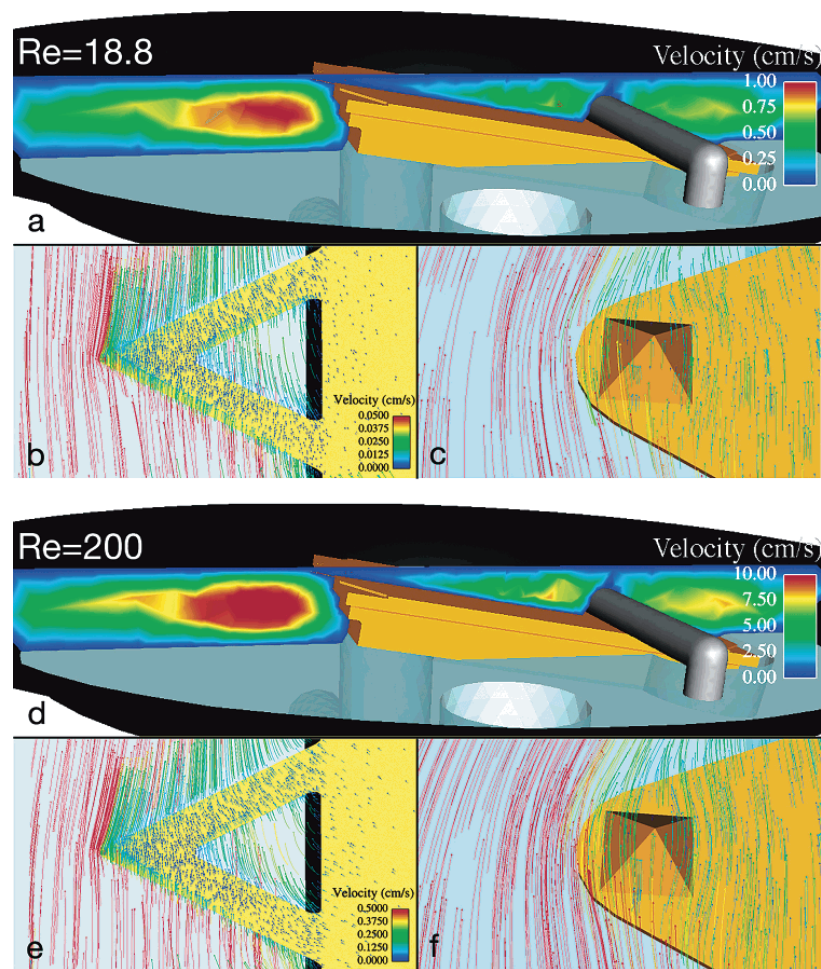 Re=18.8
Velocity (cm/s)
1.00
0.75
0.50
0.25
0.00
a
Velocity (cm/s)
0.0500
0.0375
0.0250
0.0125
0.0000
b
c
Re=200
Velocity (cm/s)
10.00
7.50
5.00
2.50
0.00
d
Velocity (cm/s)
0.5000
0.3750
0.2500
0.1250
0.0000
e
f